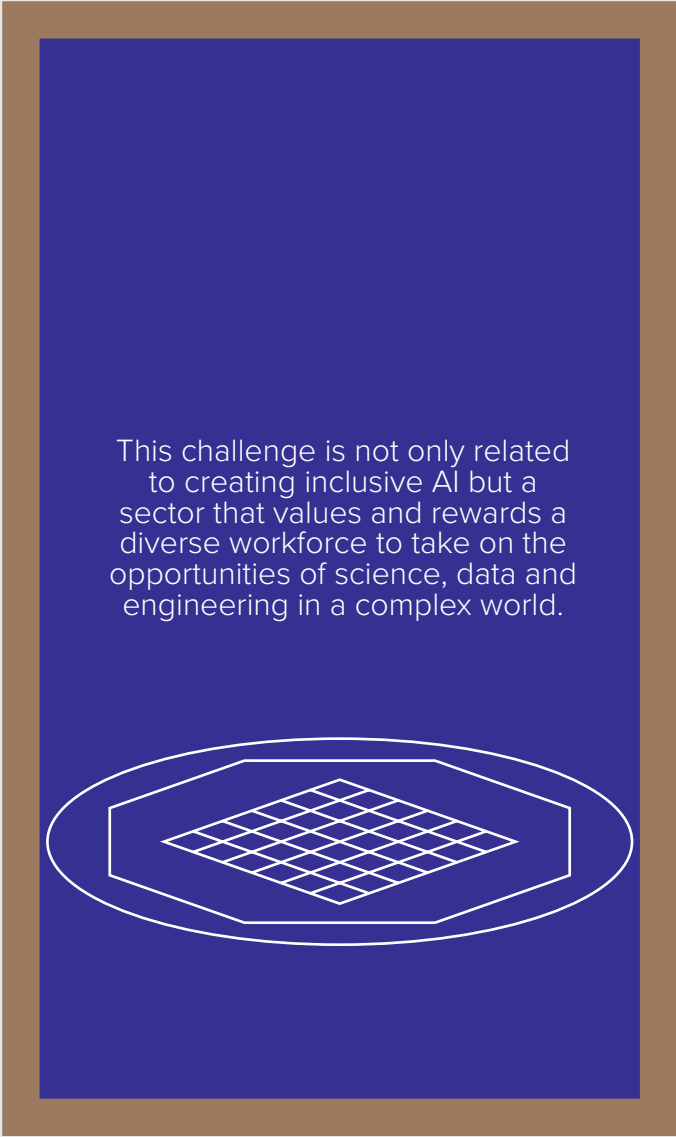 This challenge is not only related
to creating inclusive AI but a
sector that values and rewards a
diverse workforce to take on the
opportunities of science, data and
engineering in a complex world.